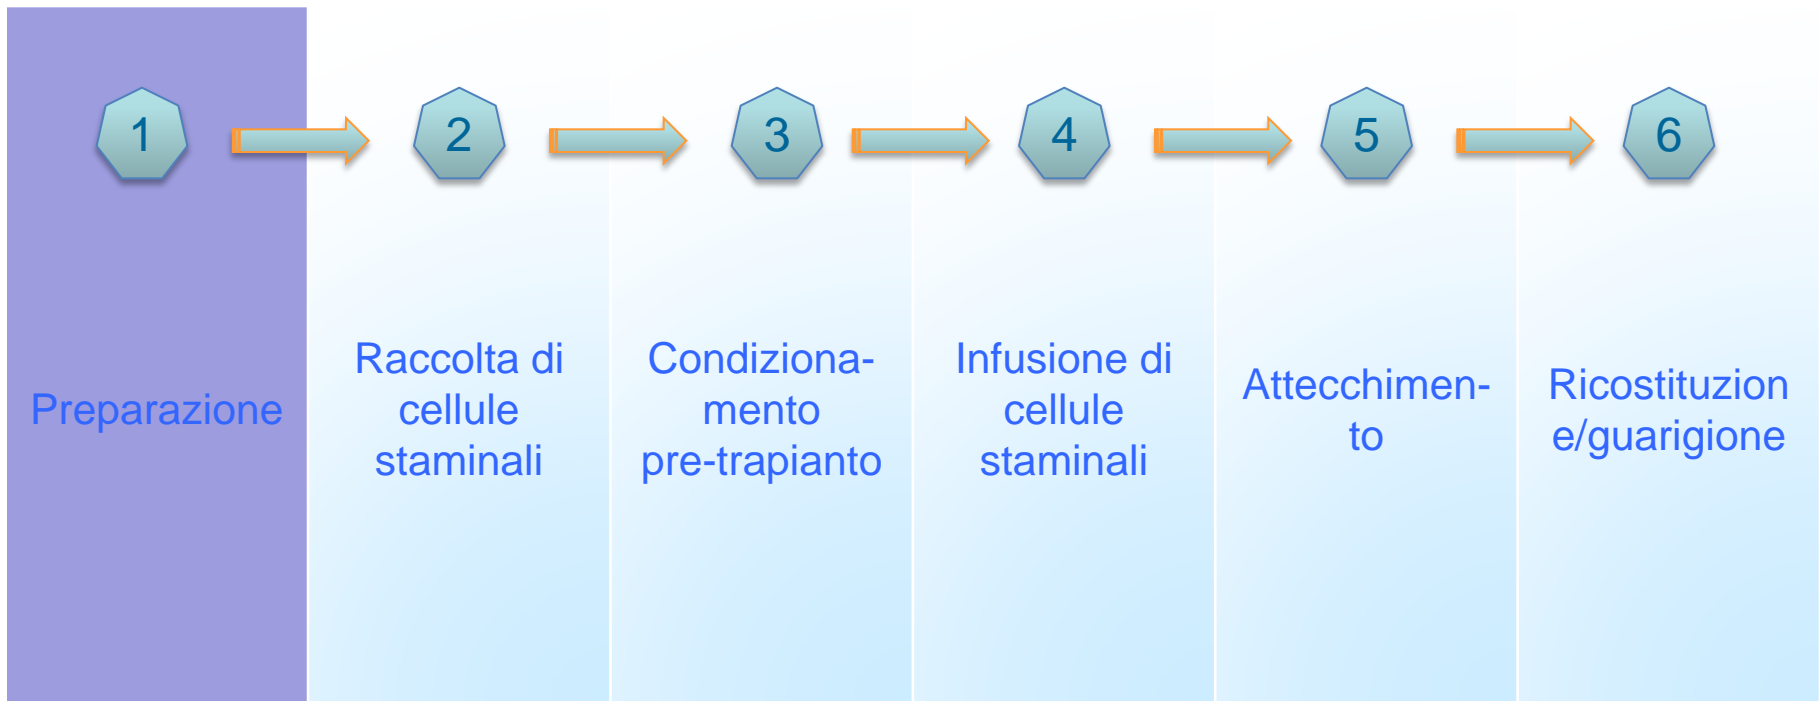 1
2
3
4
5
6
Preparazione
Raccolta di
cellule
staminali
Condiziona-
mento
pre-trapianto
Infusione di
cellule
staminali
Attecchimen-
to
Ricostituzion
e/guarigione